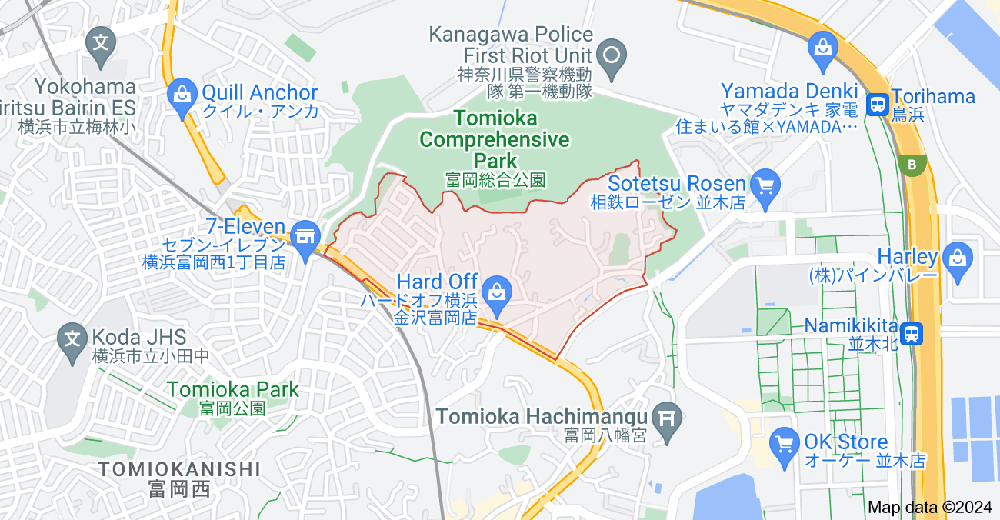 Kanagawa Police
First Riot Unit
神奈川県警察機動
隊 第一機動隊
Yokohama
iritsu Bairin ES
横浜市立梅林小
Quill Anchor
クイル・アンカ
Yamada Denki
ヤマダデンキ 家電
住まいる館×YAMADA…
Torihama
鳥浜
Tomioka
Comprehensive
Park
富岡総合公園
B
Sotetsu Rosen
相鉄ローゼン 並木店
7-Eleven
セブン-イレブン
横浜富岡西1丁目店
Harley
(株)パインバレー
Hard Off
ハードオフ横浜
金沢富岡店
Namikikita
並木北
Koda JHS
横浜市立小田中
Tomioka Park
富岡公園
Tomioka Hachimangu
富岡八幡宮
OK Store
オーケー 並木店
TOMIOKANISHI
富岡西
Map data ©2024